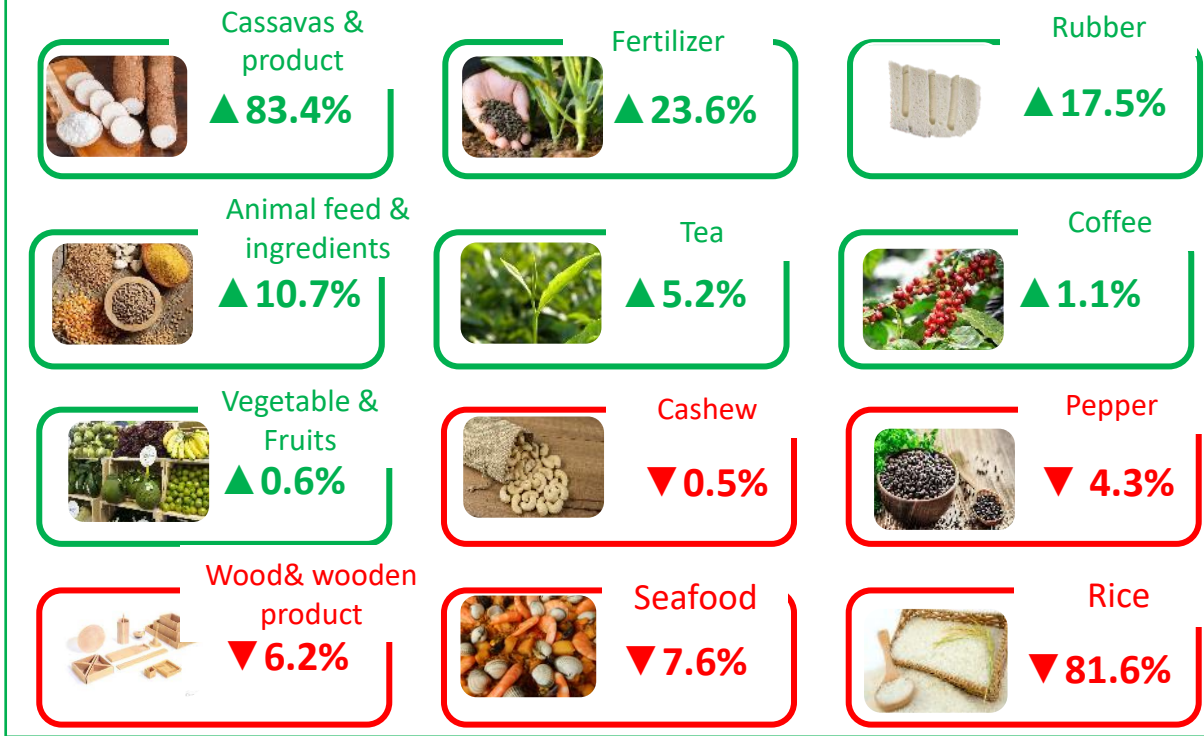 Cassavas &
product
▲83.4%
Fertilizer
▲23.6%
Rubber
▲17.5%
Animal feed &
ingredients
▲10.7%
Tea
▲5.2%
Coffee
▲1.1%
Vegetable &
Fruits
▲0.6%
Cashew
▼0.5%
Pepper
▼ 4.3%
Wood& wooden
product
▼6.2%
Seafood
▼7.6%
Rice
▼81.6%